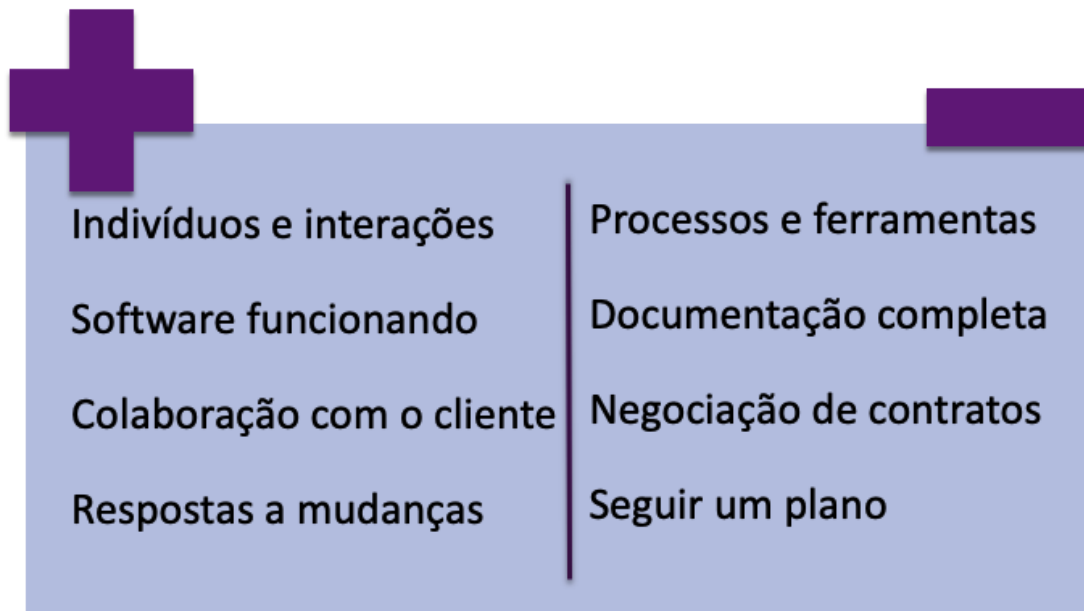 Indivíduos e interações
Software funcionando
Colaboração com o cliente
Respostas a mudanças
Processos e ferramentas
Documentação completa
Negociação de contratos
Seguir um plano